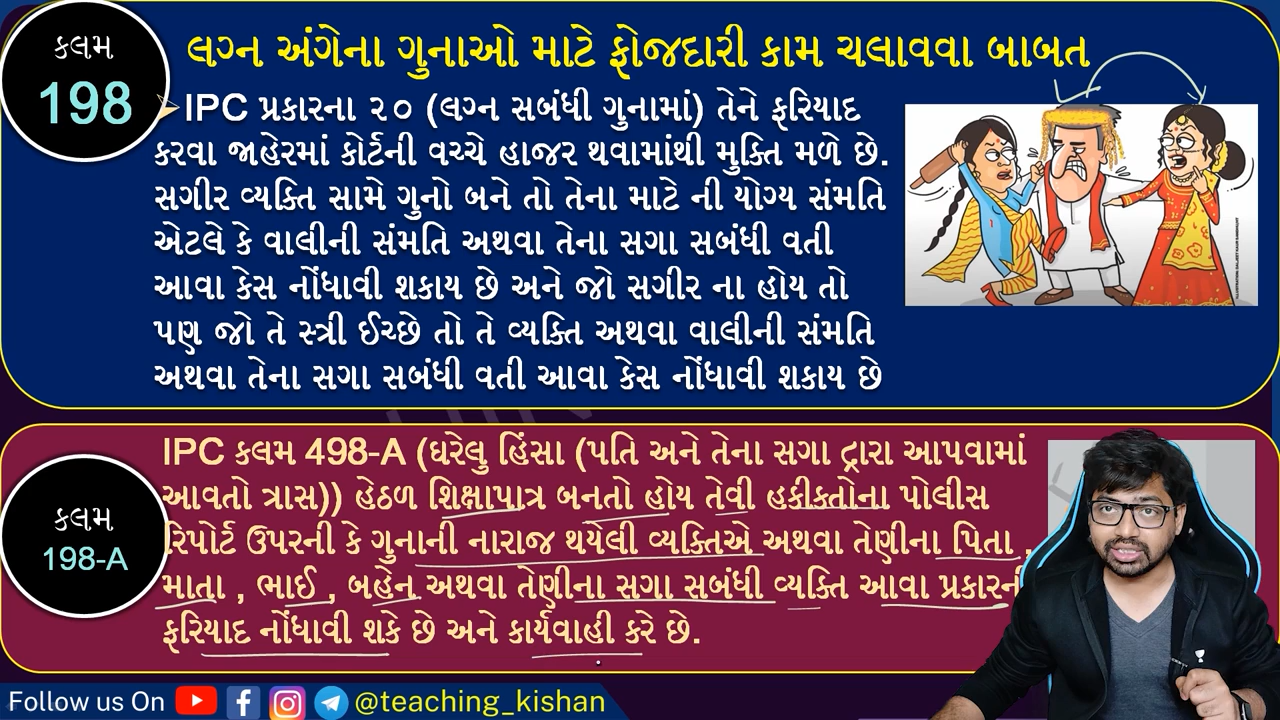 કલમ
198
લગ્ન અંગેના ગુનાઓ માટે ફોજદારી કામ ચલાવવા બાબત
➢IPC પ્રકારના ૨૦ (લગ્ન સબંધી ગુનામાં) તેને ફરિયાદ
કરવા જાહેરમાં કોર્ટની વચ્ચે હાજર થવામાંથી મુક્તિ મળે છે.
સગીર વ્યક્તિ સામે ગુનો બને તો તેના માટે ની યોગ્ય સંમતિ
એટલે કે વાલીની સંમતિ અથવા તેના સગા સબંધી વતી
આવા કેસ નોંધાવી શકાય છે અને જો સગીર ના હોય તો
પણ જો તે સ્ત્રી ઈચ્છે તો તે વ્યક્તિ અથવા વાલીની સંમતિ
અથવા તેના સગા સબંધી વતી આવા કેસ નોંધાવી શકાય છે
કલમ
198-A
IPC કલમ 498-A (ઘરેલુ હિંસા (પતિ અને તેના સગા દ્વારા આપવામાં
આવતો ત્રાસ)) હેઠળ શિક્ષાપાત્ર બનતો હોય તેવી હકીક્તોના પોલીસ
રિપોર્ટ ઉપરની કે ગુનાની નારાજ થયેલી વ્યક્તિએ અથવા તેણીના પિતા ,
માતા , ભાઈ , બહેન અથવા તેણીના સગા સબંધી વ્યક્તિ આવા પ્રકારની
ફરિયાદ નોંધાવી શકે છે અને કાર્યવાહી કરે છે.
Follow us On @teaching_kishan